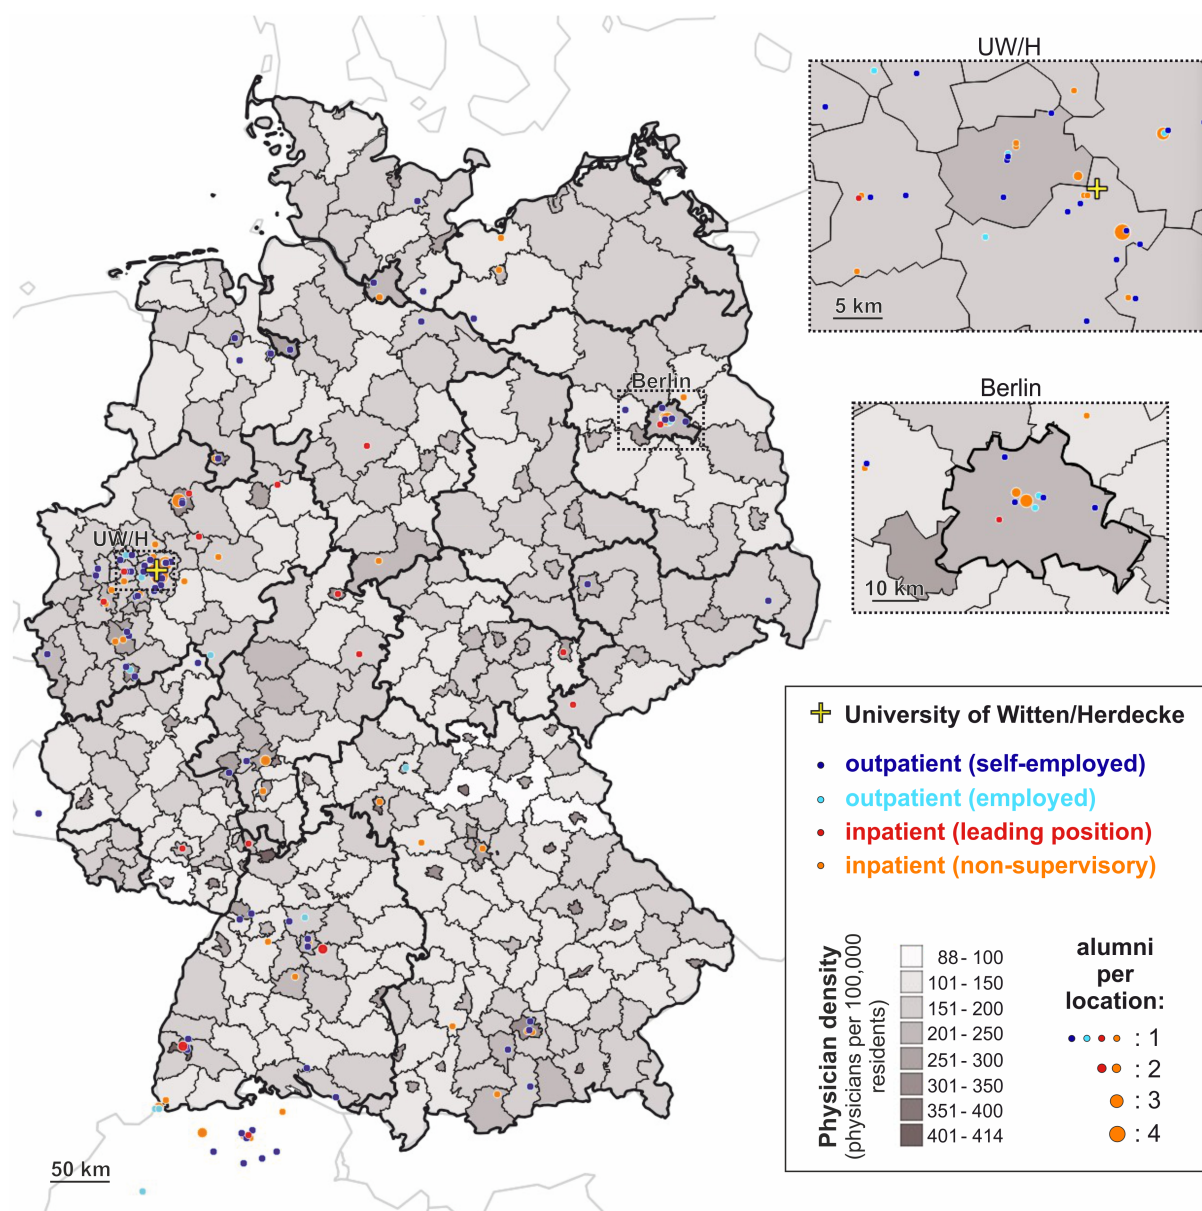 UW/H
5 km
Berlin
Berlin
10 km
UW/H
University of Witten/Herdecke
outpatient (self-employed)
outpatient (employed)
inpatient (leading position)
inpatient (non-supervisory)
Physician density
(physicians per 100,000
residents)
88 - 100
101 - 150
151 - 200
201 - 250
251 - 300
301 - 350
351 - 400
401 - 414
alumni
per
location:
: 1
: 2
: 3
: 4
50 km